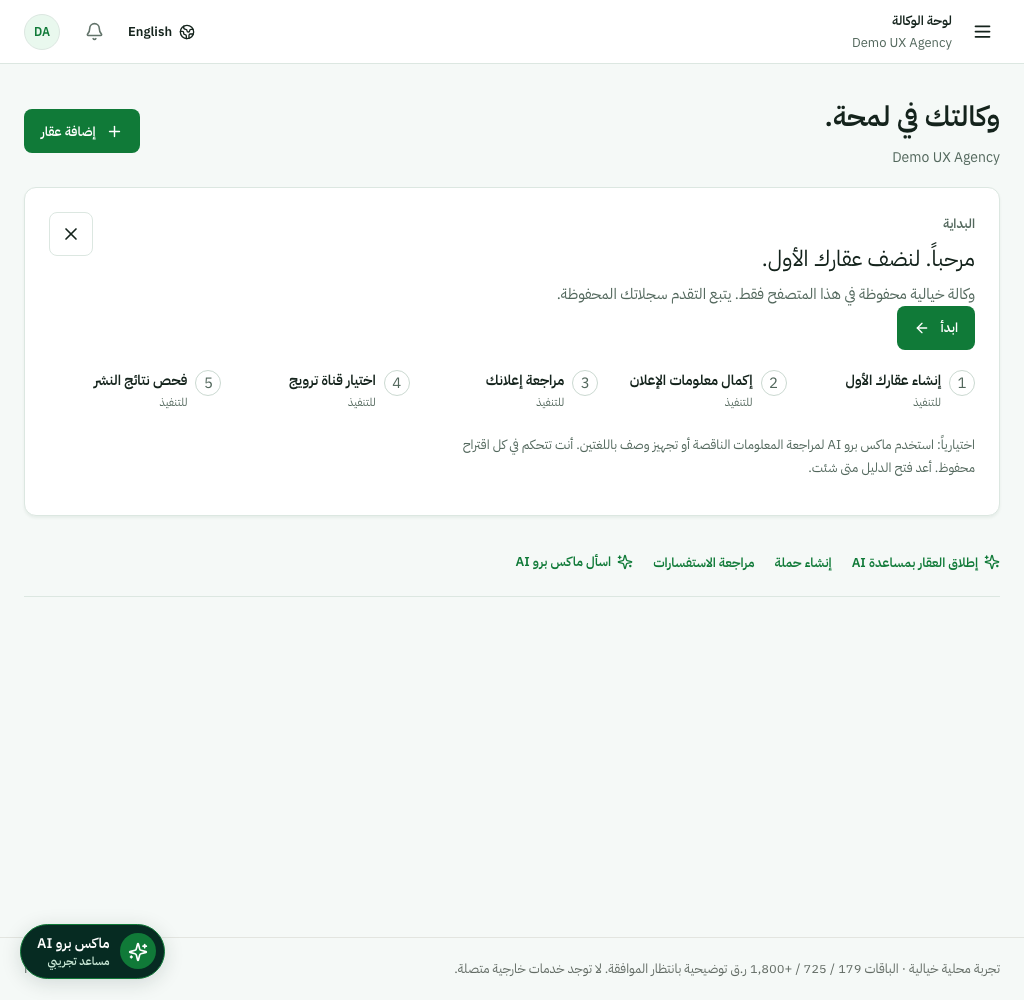 لوحة الوكالة
Demo UX Agency
English
DA
وكالتك في لمحة.
Demo UX Agency
إضافة عقار
البداية
مرحباً. لنضف عقارك الأول.
وكالة خيالية محفوظة في هذا المتصفح فقط. يتبع التقدم سجلاتك المحفوظة.
ابدأ
1 إنشاء عقارك الأول
للتنفيذ
2 إكمال معلومات الإعلان
للتنفيذ
3 مراجعة إعلانك
للتنفيذ
4 اختيار قناة ترويج
للتنفيذ
5 فحص نتائج النشر
للتنفيذ
اختيارياً: استخدم ماكس برو AI لمراجعة المعلومات الناقصة أو تجهيز وصف باللغتين. أنت تتحكم في كل اقتراح
محفوظ. أعد فتح الدليل متى شئت.
إطلاق العقار بمساعدة AI
إنشاء حملة
مراجعة الاستفسارات
اسأل ماكس برو AI
تجربة محلية خيالية · الباقات 179 / 725 / +1,800 ر.ق توضيحية بانتظار الموافقة. لا توجد خدمات خارجية متصلة.
ماكس برو AI
مساعد تجريبي